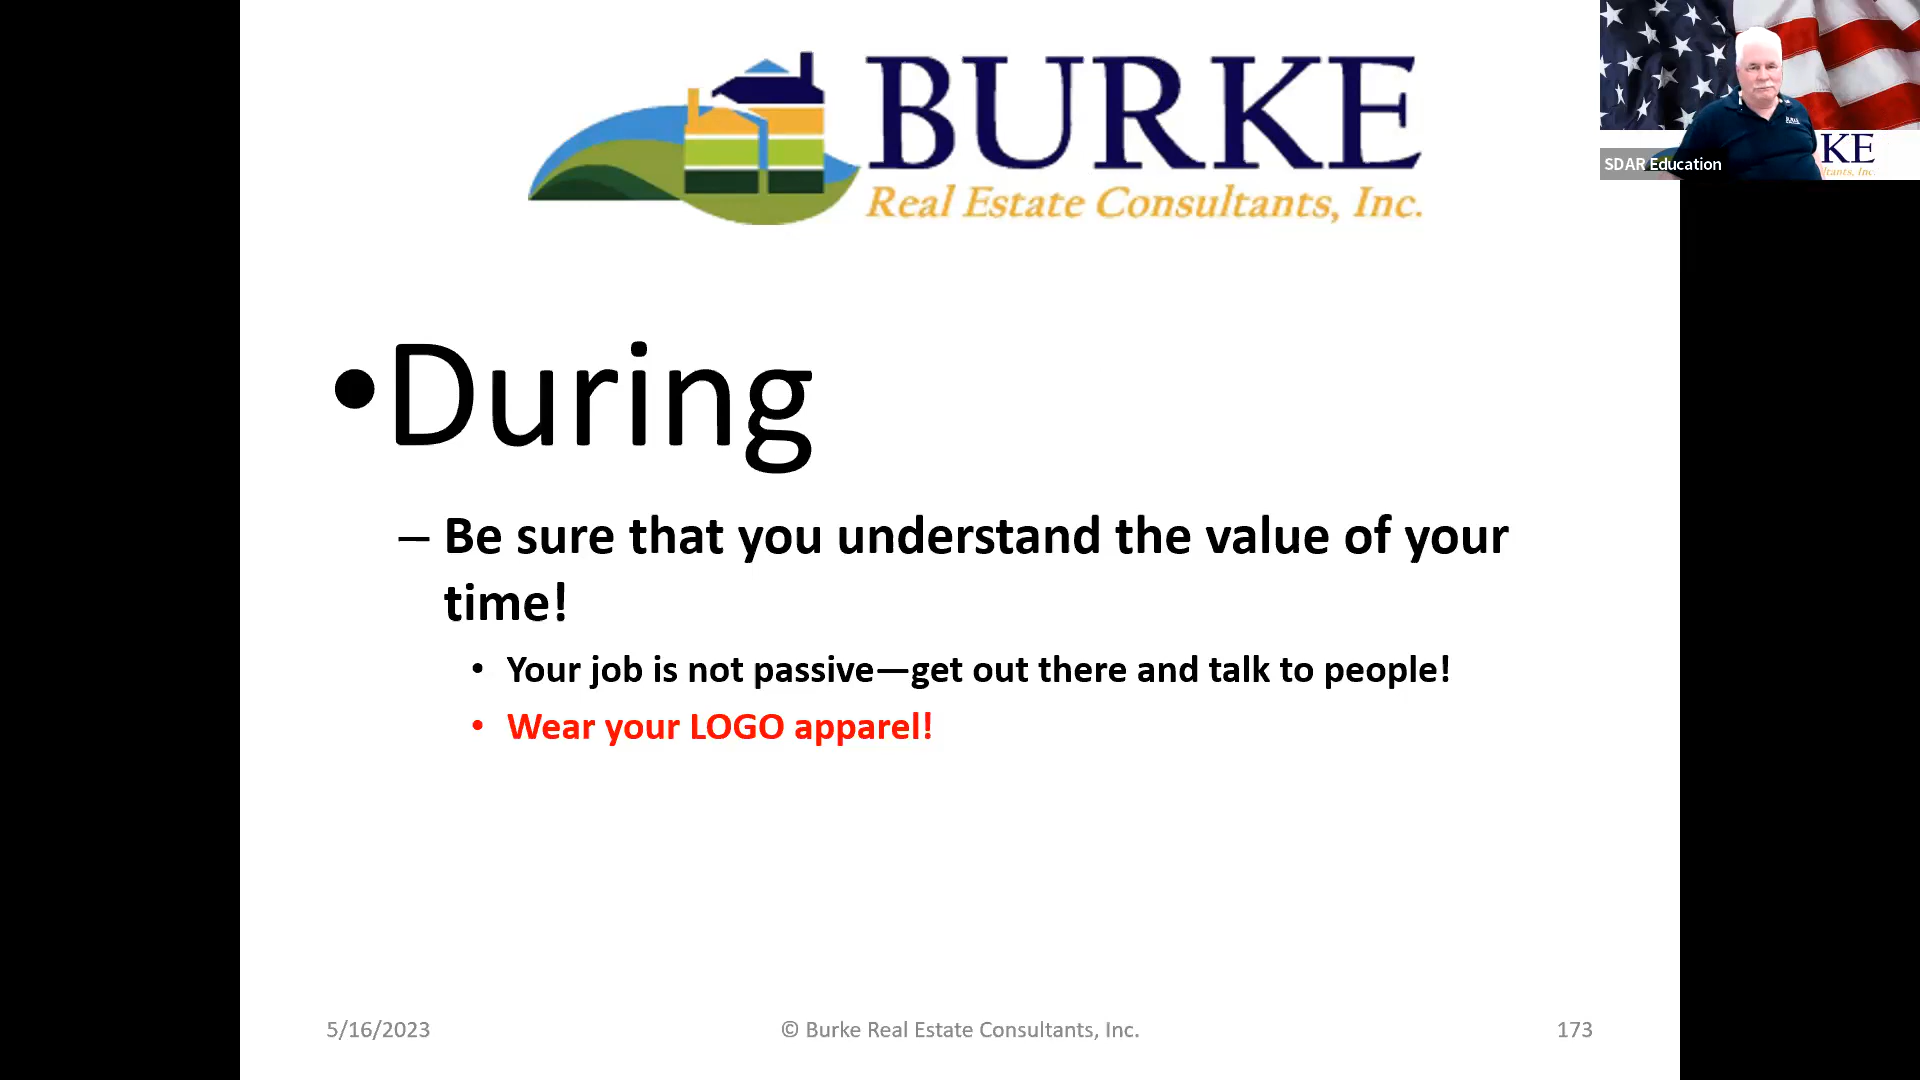 BURKE
Real Estate Consultants, Inc.
SDAR Education
KE
ltants, Inc.
•During
– Be sure that you understand the value of your
time!
• Your job is not passive—get out there and talk to people!
• Wear your LOGO apparel!
5/16/2023
© Burke Real Estate Consultants, Inc.
173